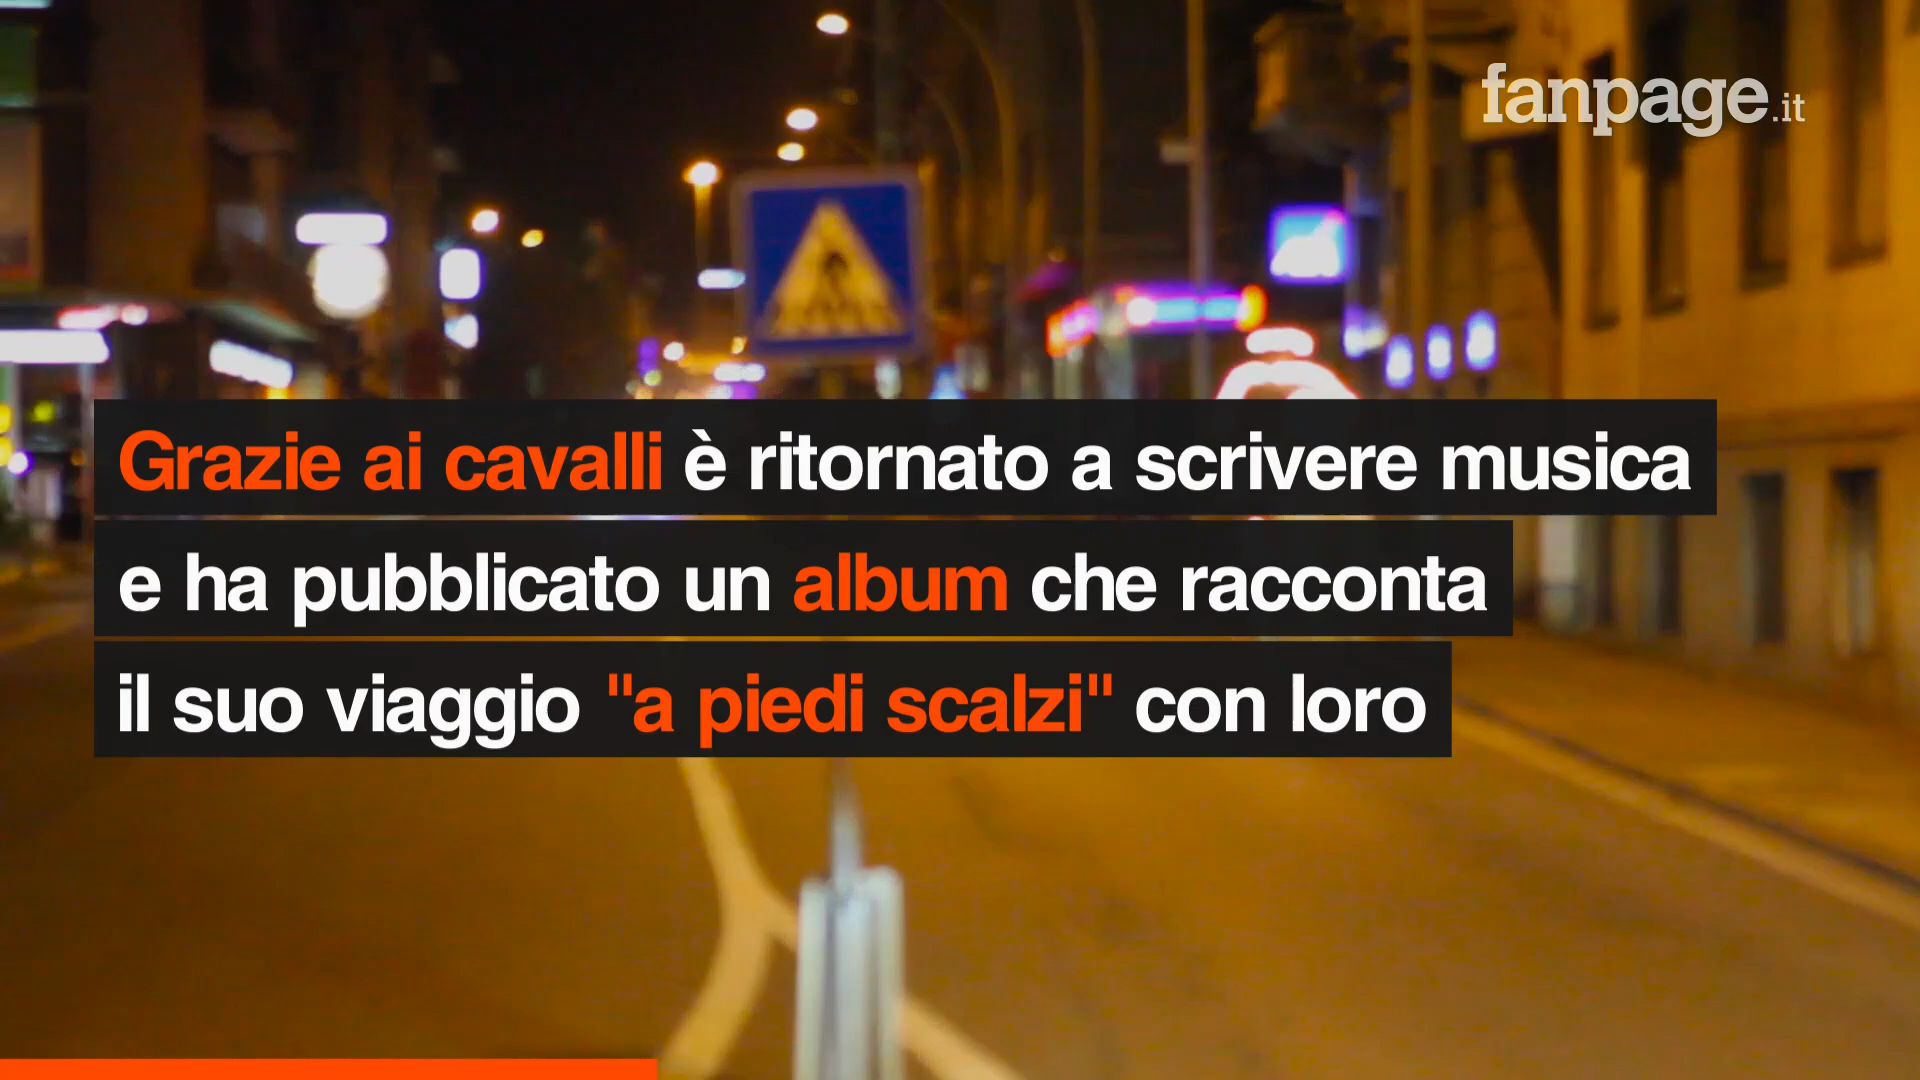 fanpage.it
Grazie ai cavalli è ritornato a scrivere musica
e ha pubblicato un album che racconta
il suo viaggio "a piedi scalzi" con loro